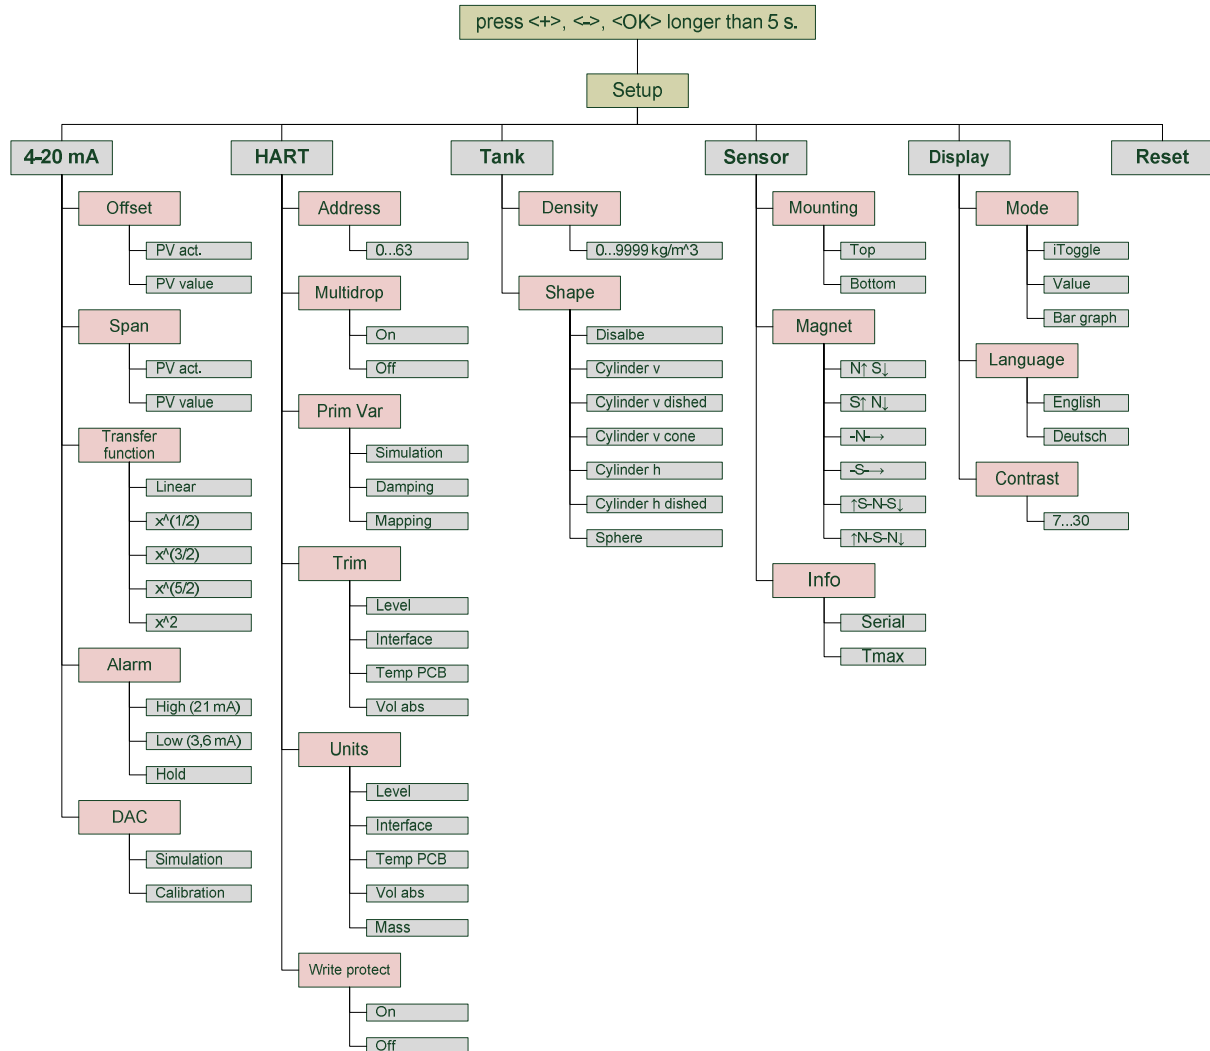 press <+>, <->, <OK> longer than 5 s.
Setup
4-20 mA
Offset
PV act.
PV value
Span
PV act.
PV value
Transfer
function
Linear
x^(1/2)
x^(3/2)
x^(5/2)
x^2
Alarm
High (21 mA)
Low (3,6 mA)
Hold
DAC
Simulation
Calibration
HART
Address
0...63
Multidrop
On
Off
Prim Var
Simulation
Damping
Mapping
Trim
Level
Interface
Temp PCB
Vol abs
Units
Level
Interface
Temp PCB
Vol abs
Mass
Write protect
On
Off
Tank
Density
0...9999 kg/m^3
Shape
Disalbe
Cylinder v
Cylinder v dished
Cylinder v cone
Cylinder h
Cylinder h dished
Sphere
Sensor
Mounting
Top
Bottom
Magnet
N↑ S↓
S↑ N↓
-N-→
-S-→
↑S-N-S↓
↑N-S-N↓
Info
Serial
Tmax
Display
Mode
iToggle
Value
Bar graph
Language
English
Deutsch
Contrast
7...30
Reset